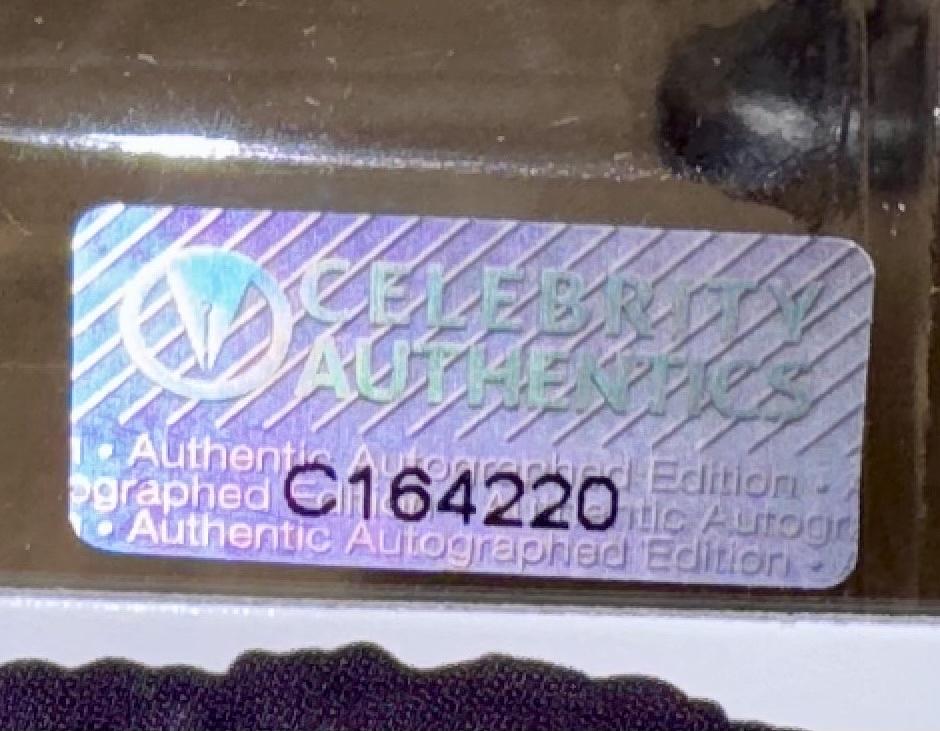 CELEBRITY
AUTHENTICS
• Authentic Autographed Edition •
ographed Edition • Authentic Autogr
C164220
• Authentic Autographed Edition •